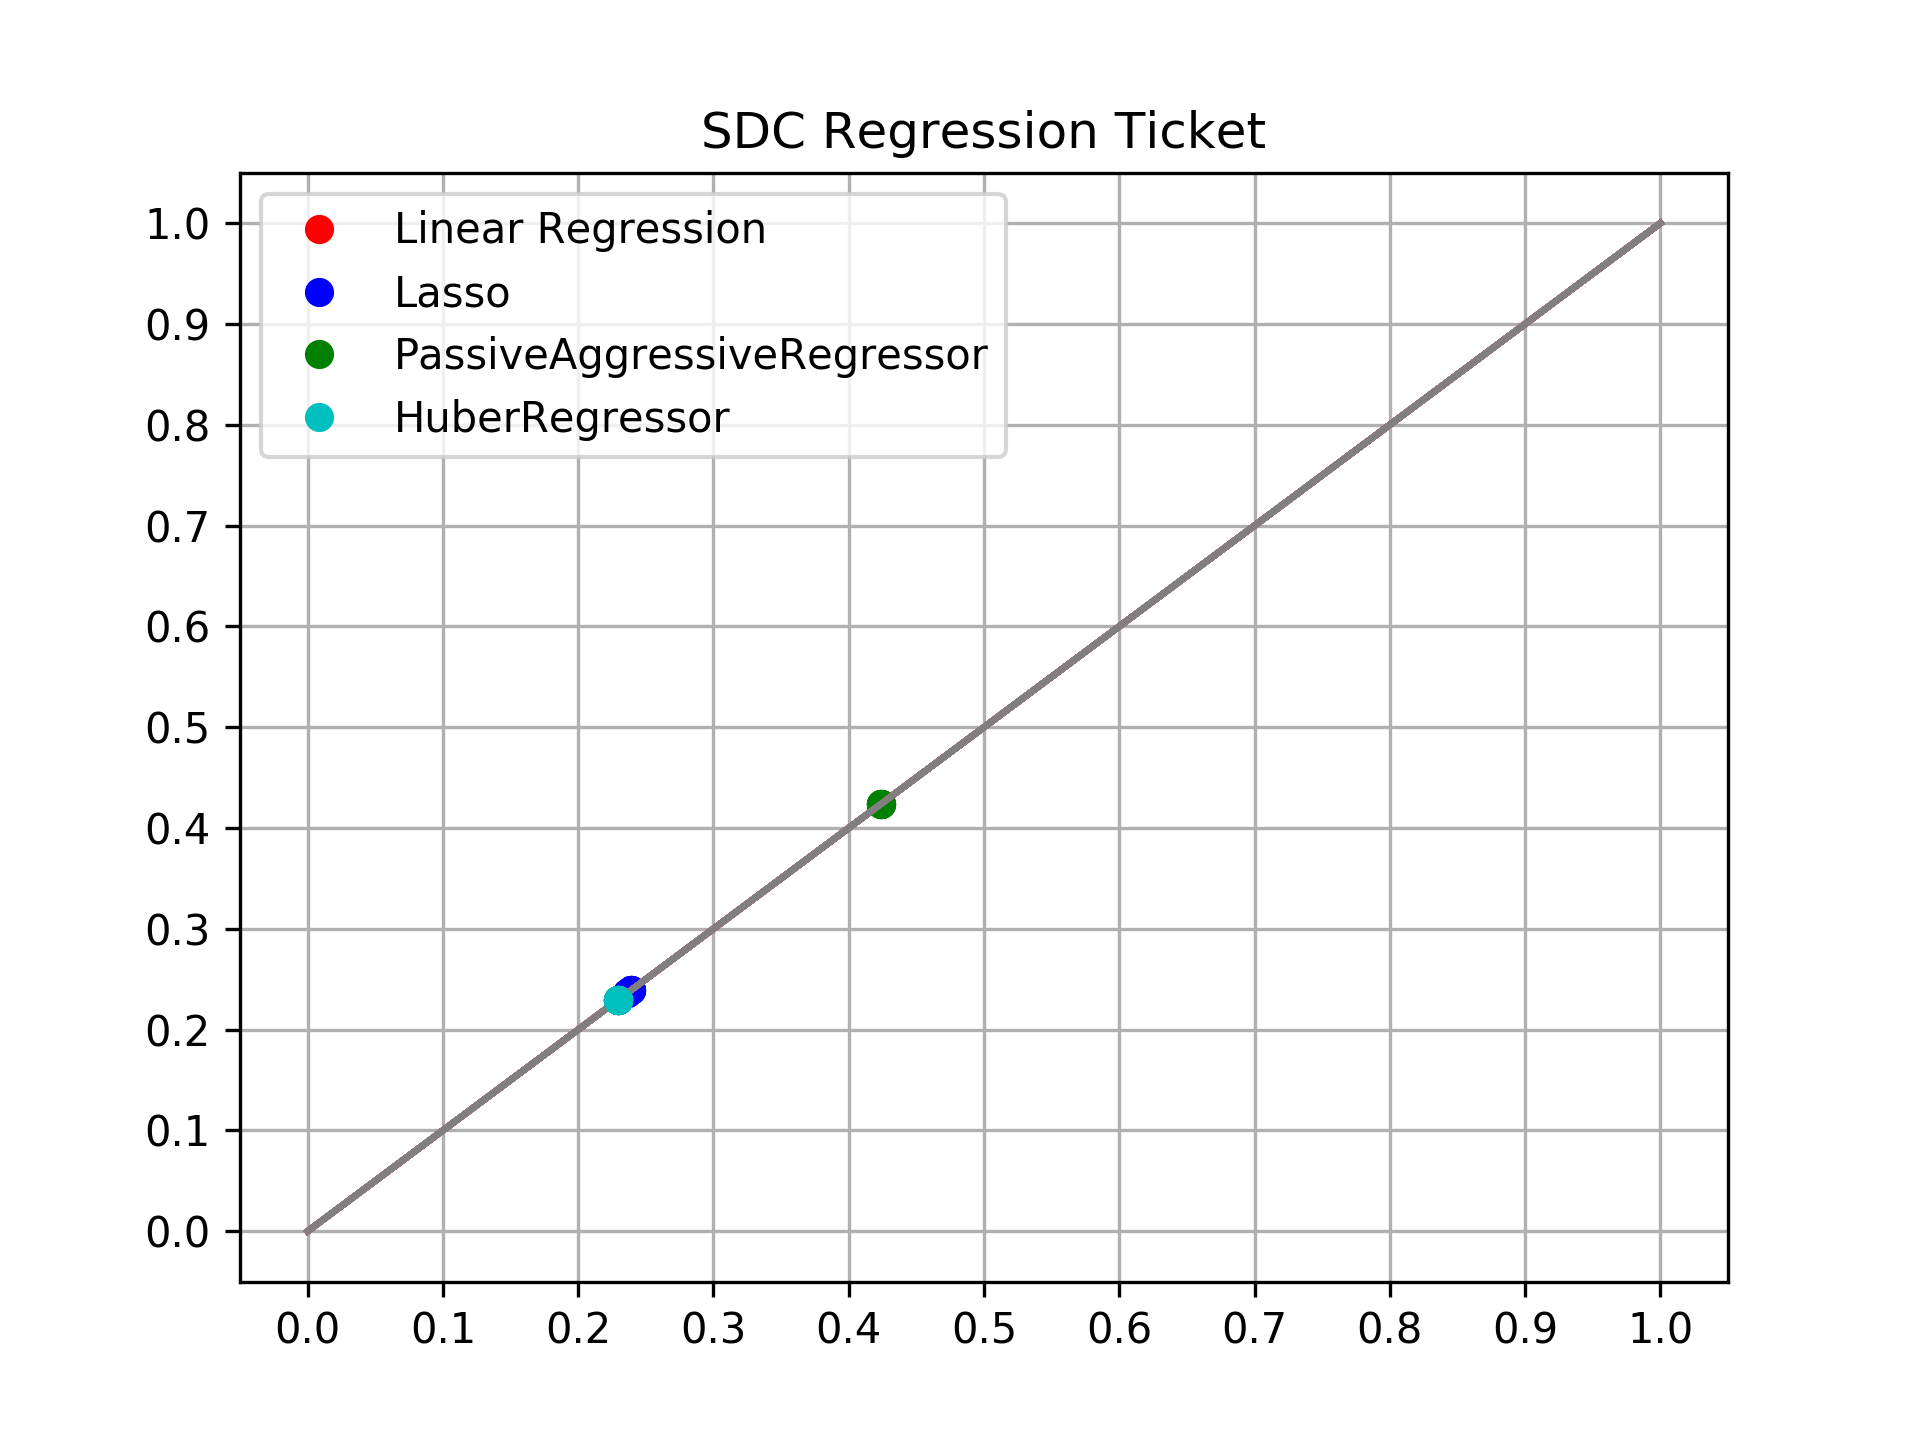 SDC Regression Ticket
Linear Regression
Lasso
PassiveAggressiveRegressor
HuberRegressor
1.0
0.9
0.8
0.7
0.6
0.5
0.4
0.3
0.2
0.1
0.0
0.0 0.1 0.2 0.3 0.4 0.5 0.6 0.7 0.8 0.9 1.0